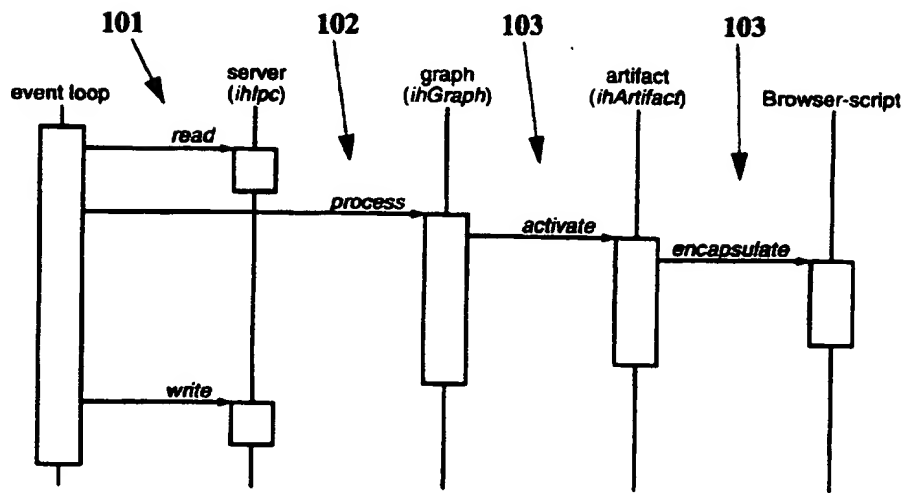 101
102
103
103
event loop
server
(ihIpc)
graph
(ihGraph)
artifact
(ihArtifact)
Browser-script
read
process
activate
encapsulate
write